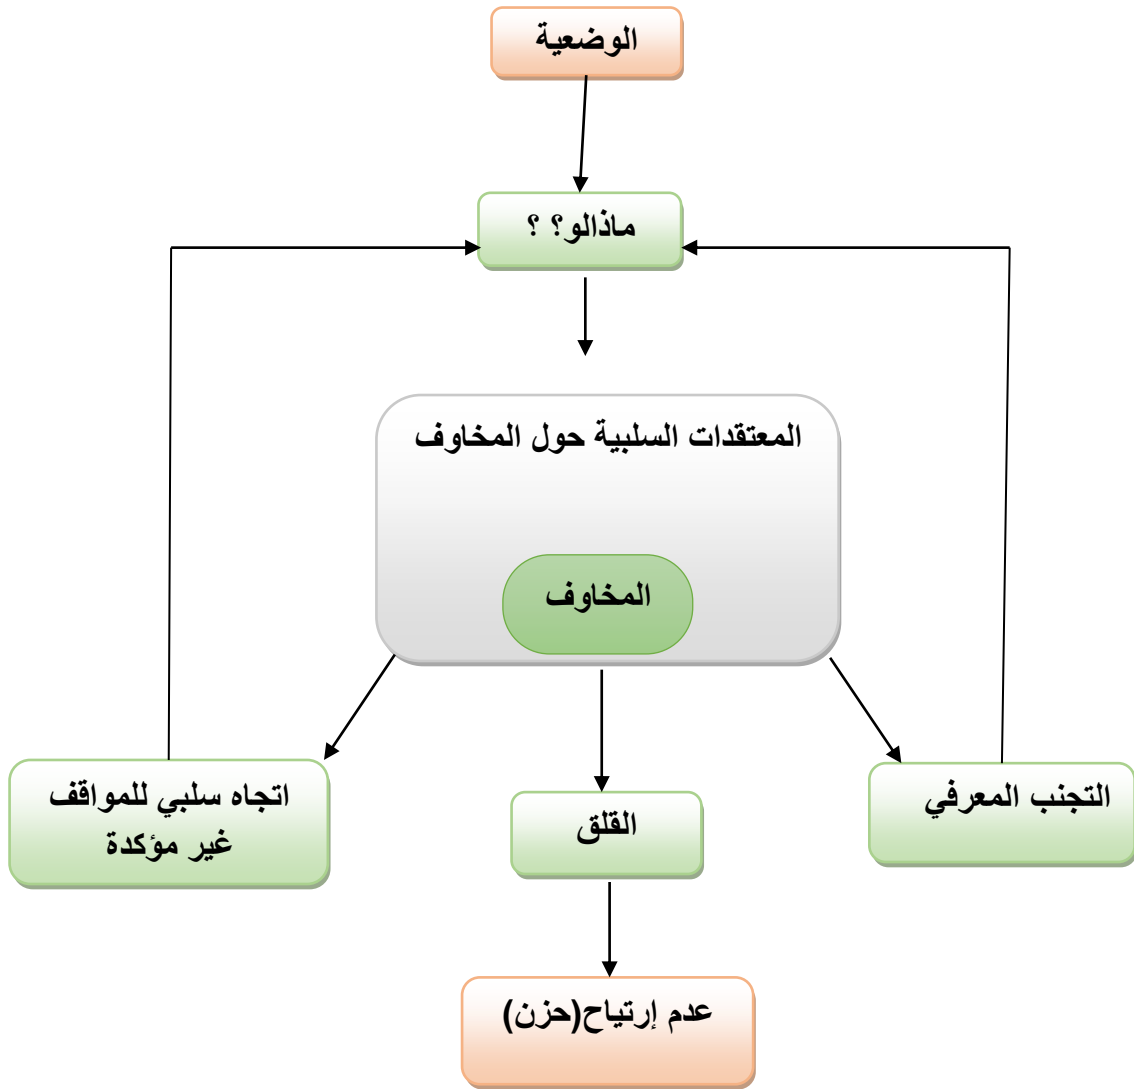 الوضعية
ماذالو؟ ؟
المعتقدات السلبية حول المخاوف
المخاوف
اتجاه سلبي للمواقف
غير مؤكدة
القلق
التجنب المعرفي
عدم إرتياح(حزن)